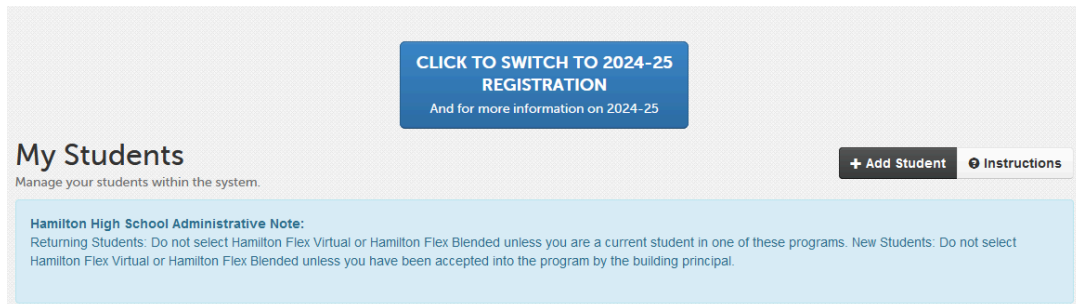 CLICK TO SWITCH TO 2024-25
REGISTRATION
And for more information on 2024-25
My Students
Manage your students within the system.
+ Add Student
Instructions
Hamilton High School Administrative Note:
Returning Students: Do not select Hamilton Flex Virtual or Hamilton Flex Blended unless you are a current student in one of these programs. New Students: Do not select
Hamilton Flex Virtual or Hamilton Flex Blended unless you have been accepted into the program by the building principal.